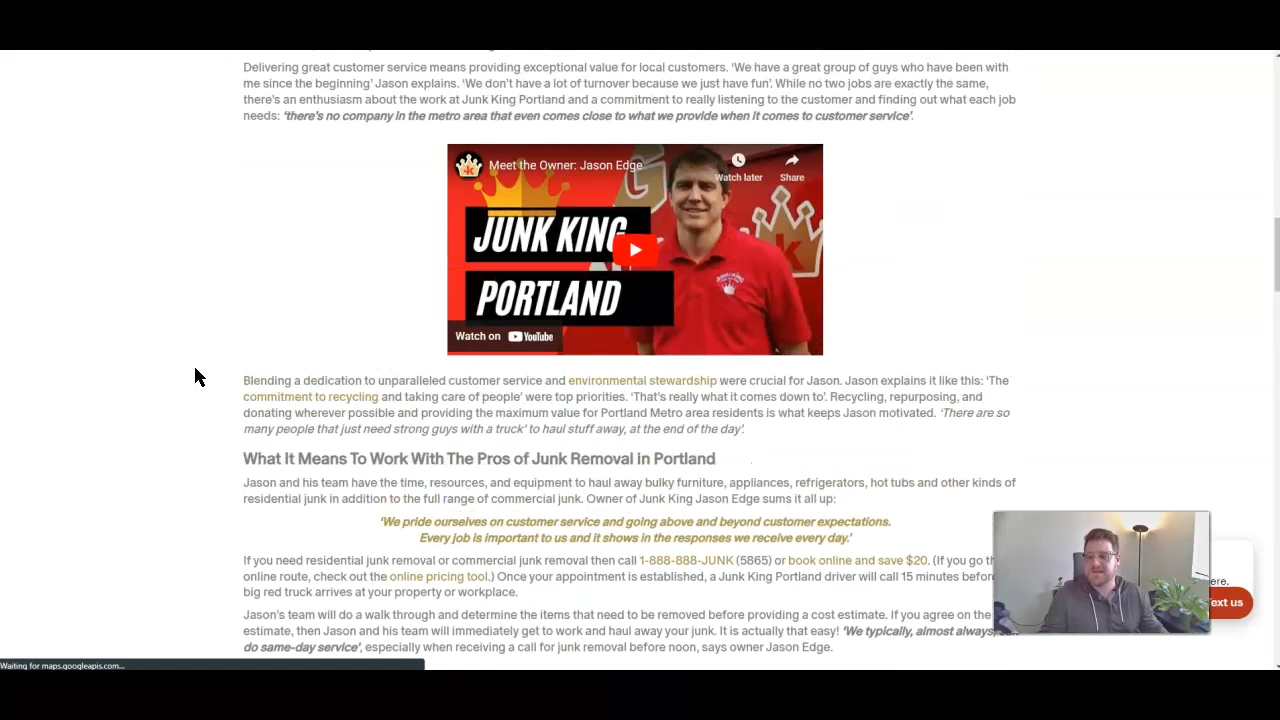 Delivering great customer service means providing exceptional value for local customers. ‘We have a great group of guys who have been with
me since the beginning’ Jason explains. ‘We don’t have a lot of turnover because we just have fun’. While no two jobs are exactly the same,
there’s an enthusiasm about the work at Junk King Portland and a commitment to really listening to the customer and finding out what each job
needs: ‘there’s no company in the metro area that even comes close to what we provide when it comes to customer service’.
Meet the Owner: Jason Edge
Watch later
Share
JUNK KING
PORTLAND
Watch on YouTube
Blending a dedication to unparalleled customer service and environmental stewardship were crucial for Jason. Jason explains it like this: ‘The
commitment to recycling and taking care of people’ were top priorities. ‘That’s really what it comes down to’. Recycling, repurposing, and
donating wherever possible and providing the maximum value for Portland Metro area residents is what keeps Jason motivated. ‘There are so
many people that just need strong guys with a truck’ to haul stuff away, at the end of the day’.
What It Means To Work With The Pros of Junk Removal in Portland
Jason and his team have the time, resources, and equipment to haul away bulky furniture, appliances, refrigerators, hot tubs and other kinds of
residential junk in addition to the full range of commercial junk. Owner of Junk King Jason Edge sums it all up:
‘We pride ourselves on customer service and going above and beyond customer expectations.
Every job is important to us and it shows in the responses we receive every day.’
If you need residential junk removal or commercial junk removal then call 1-888-888-JUNK (5865) or book online and save $20. (If you go
online route, check out the online pricing tool.) Once your appointment is established, a Junk King Portland driver will call 15 minutes
big red truck arrives at your property or workplace.
Jason’s team will do a walk through and determine the items that need to be removed before providing a cost estimate. If you agree on the
estimate, then Jason and his team will immediately get to work and haul away your junk. It is actually that easy! ‘We typically, almost always,
do same-day service’, especially when receiving a call for junk removal before noon, says owner Jason Edge.
ere.
ext us
Waiting for maps.googleapis.com...